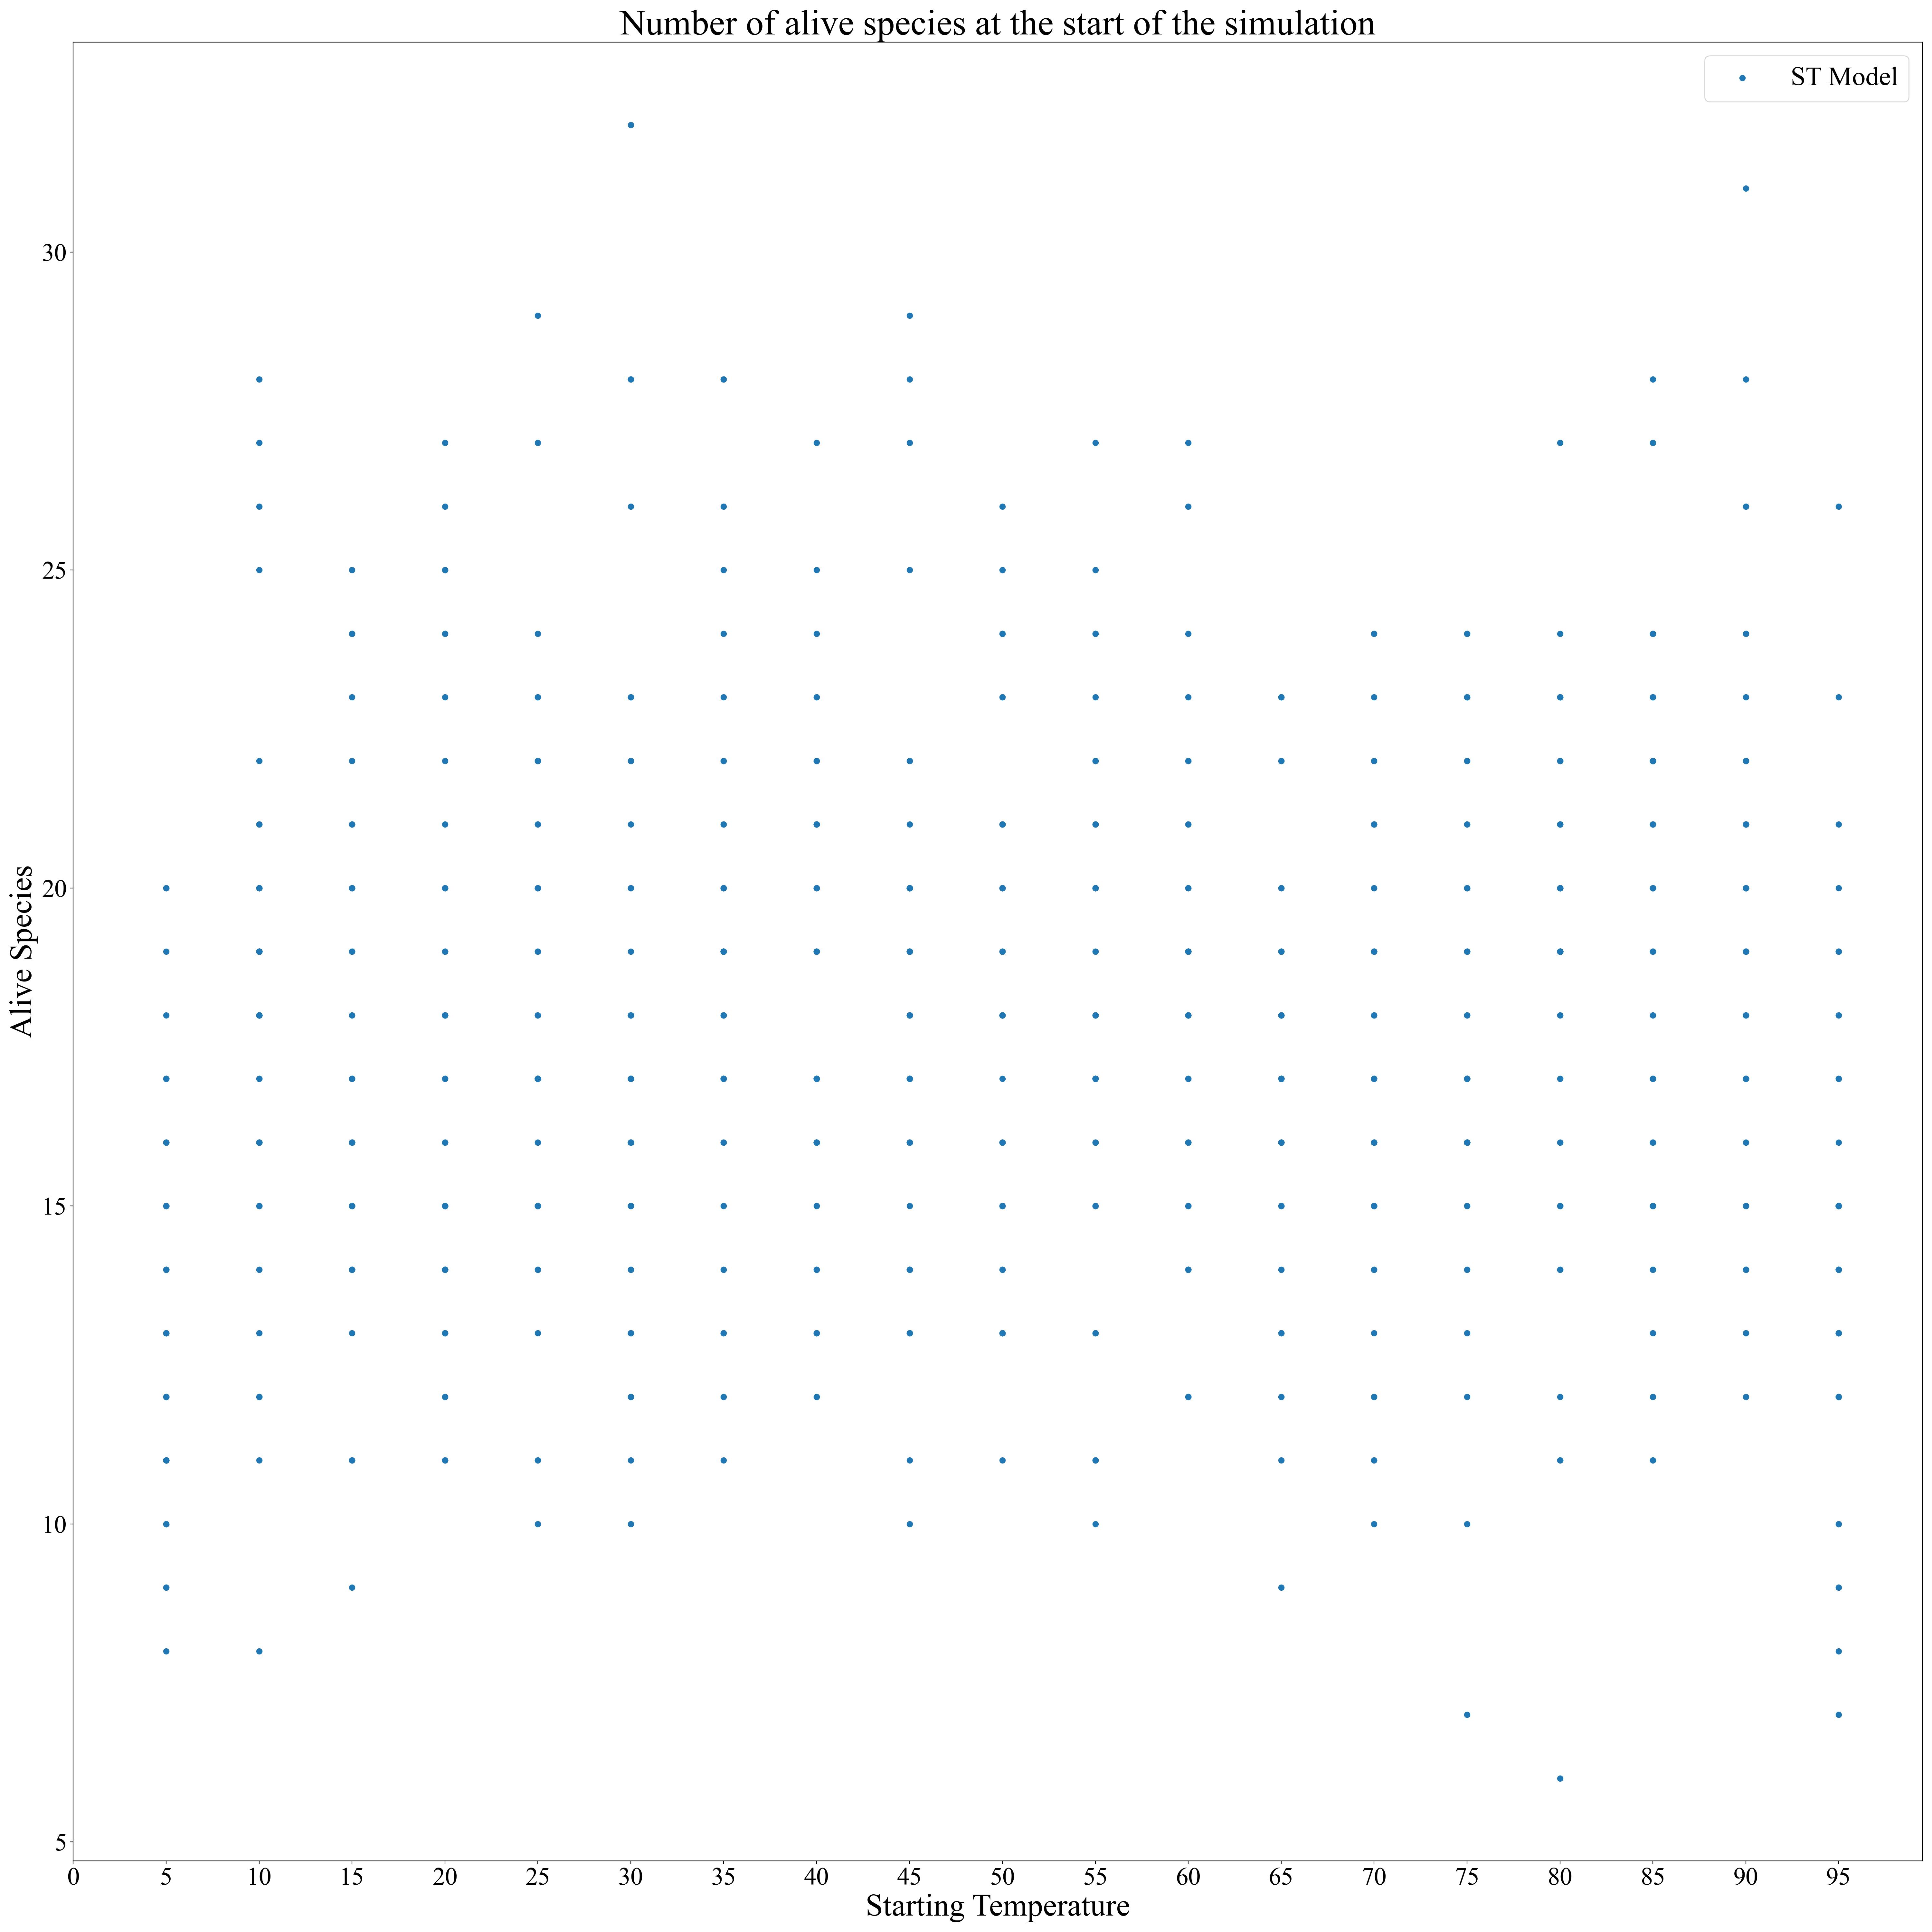 Number of alive species at the start of the simulation
ST Model
30
25
20
15
10
5
Alive Species
0 5 10 15 20 25 30 35 40 45 50 55 60 65 70 75 80 85 90 95
Starting Temperature